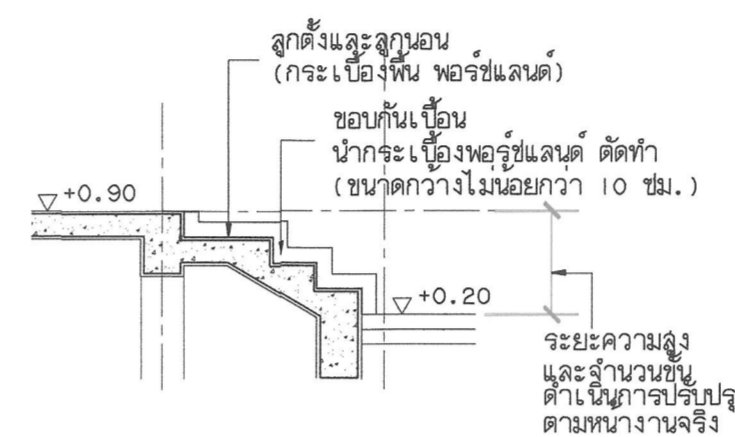 ลูกตั้งและลูกนอน
(กระเบื้องพื้น พอร์ซแลนด์)
ขอบกันเปื้อน
นำกระเบื้องพอร์ซแลนด์ ตัดทำ
(ขนาดกว้างไม่น้อยกว่า 10 ซม.)
+0.90
+0.20
ระยะความสูง
และจำนวนขั้น
ดำเนินการปรับปรุ
ตามหน้างานจริง